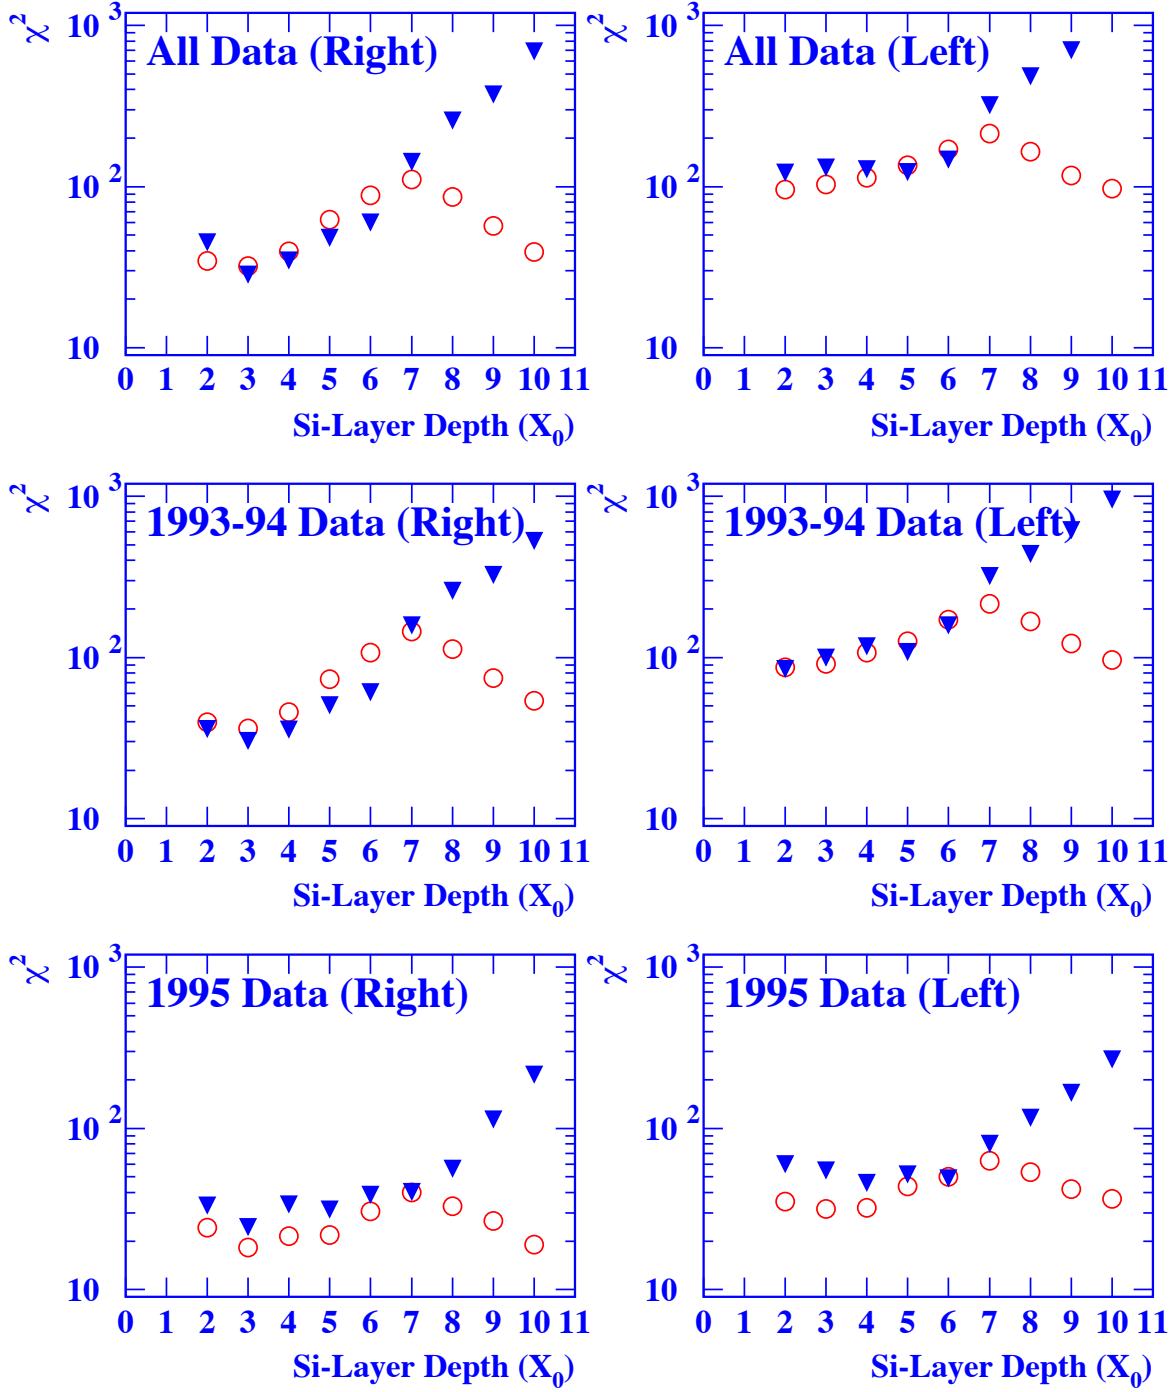 χ²
10³
All Data (Right)
10²
10
0 1 2 3 4 5 6 7 8 9 10 11
Si-Layer Depth (X₀)
χ²
10³
All Data (Left)
10²
10
0 1 2 3 4 5 6 7 8 9 10 11
Si-Layer Depth (X₀)
χ²
10³
1993-94 Data (Right)
10²
10
0 1 2 3 4 5 6 7 8 9 10 11
Si-Layer Depth (X₀)
χ²
10³
1993-94 Data (Left)
10²
10
0 1 2 3 4 5 6 7 8 9 10 11
Si-Layer Depth (X₀)
χ²
10³
1995 Data (Right)
10²
10
0 1 2 3 4 5 6 7 8 9 10 11
Si-Layer Depth (X₀)
χ²
10³
1995 Data (Left)
10²
10
0 1 2 3 4 5 6 7 8 9 10 11
Si-Layer Depth (X₀)